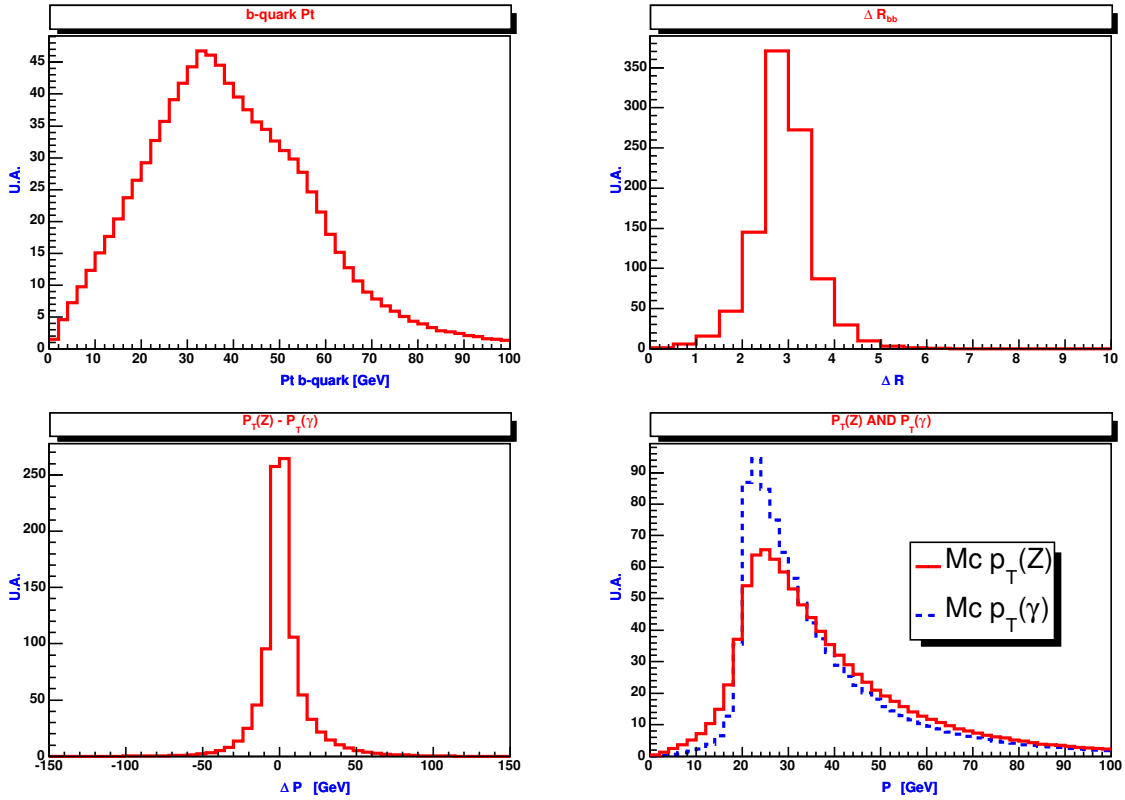 b-quark Pt
45
40
35
30
25
20
15
10
5
0
U.A.
0 10 20 30 40 50 60 70 80 90 100
Pt b-quark [GeV]
Δ R_bb
350
300
250
200
150
100
50
0
U.A.
0 1 2 3 4 5 6 7 8 9 10
Δ R
P_T(Z) - P_T(γ)
250
200
150
100
50
0
U.A.
-150 -100 -50 0 50 100 150
Δ P [GeV]
P_T(Z) AND P_T(γ)
90
80
70
60
50
40
30
20
10
0
U.A.
Mc p_T(Z)
Mc p_T(γ)
0 10 20 30 40 50 60 70 80 90 100
P [GeV]